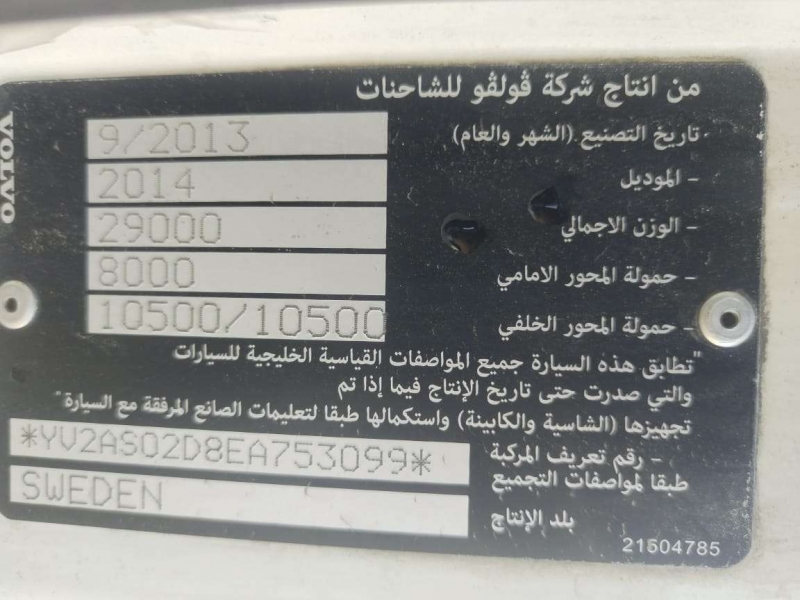 من انتاج شركة ڤولڤو للشاحنات
VOLVO
تاريخ التصنيع (الشهر والعام) 9/2013
- الموديل 2014
- الوزن الاجمالي 29000
- حمولة المحور الامامي 8000
- حمولة المحور الخلفي 10500/10500
"تطابق هذه السيارة جميع المواصفات القياسية الخليجية للسيارات
والتي صدرت حتى تاريخ الإنتاج فيما إذا تم
تجهيزها (الشاسية والكابينة) واستكمالها طبقا لتعليمات الصانع المرفقة مع السيارة"
- رقم تعريف المركبة *YV2AS02D8EA753099*
طبقا لمواصفات التجميع
بلد الإنتاج SWEDEN
21504785